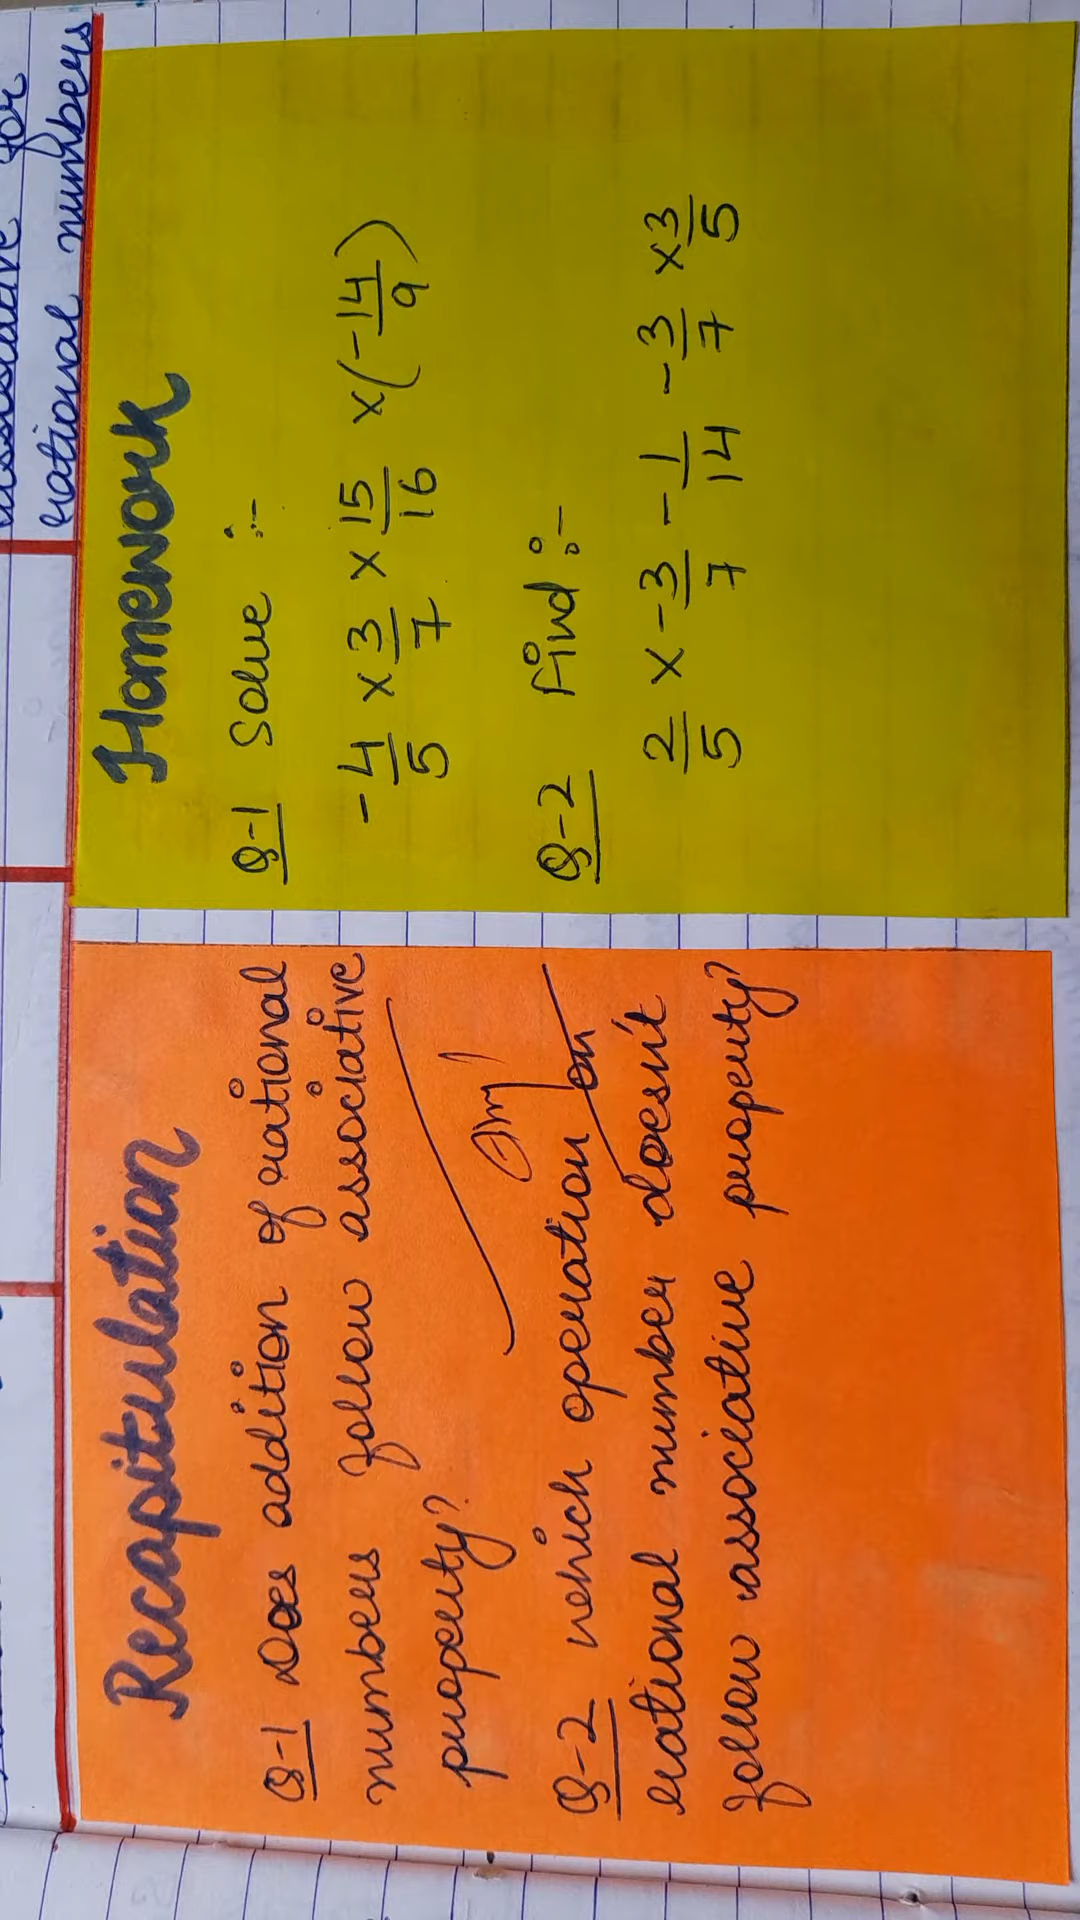 associative for
rational numbers
Recapitulation
Q-1 Does addition of rational
numbers follow associative
property?
Q-2 which operation on
rational number doesn't
follow associative property?
Homework
Q-1 Solve :-
-4/5 × 3/7 × 15/16 × (-14/9)
Q-2 Find :-
2/5 × -3/7 - 1/14 - 3/7 × 3/5